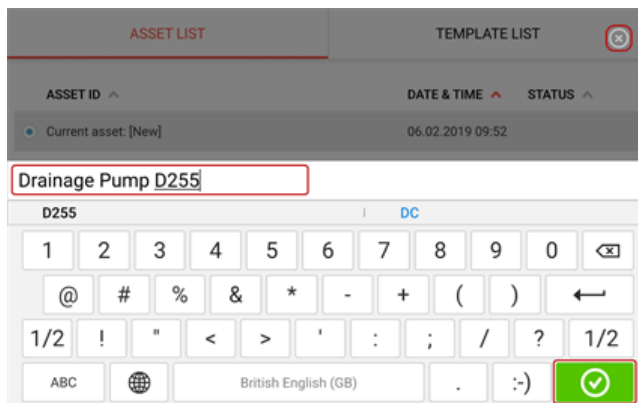 ASSET LIST TEMPLATE LIST
ASSET ID DATE & TIME STATUS
Current asset: [New] 06.02.2019 09:52
Drainage Pump D255
D255 DC
1 2 3 4 5 6 7 8 9 0
@ # % & * - + ( )
1/2 ! " < > ' : ; / ? 1/2
ABC British English (GB) . :-)